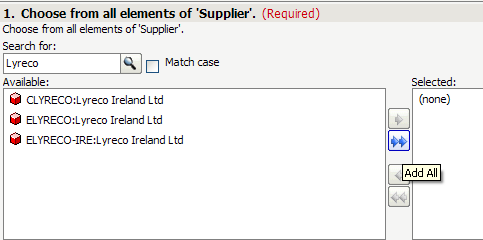 1. Choose from all elements of 'Supplier'. (Required)
Choose from all elements of 'Supplier'.
Search for:
Lyreco
Match case
Available:
Selected:
CLYRECO:Lyreco Ireland Ltd
(none)
ELYRECO:Lyreco Ireland Ltd
ELYRECO-IRE:Lyreco Ireland Ltd
Add All